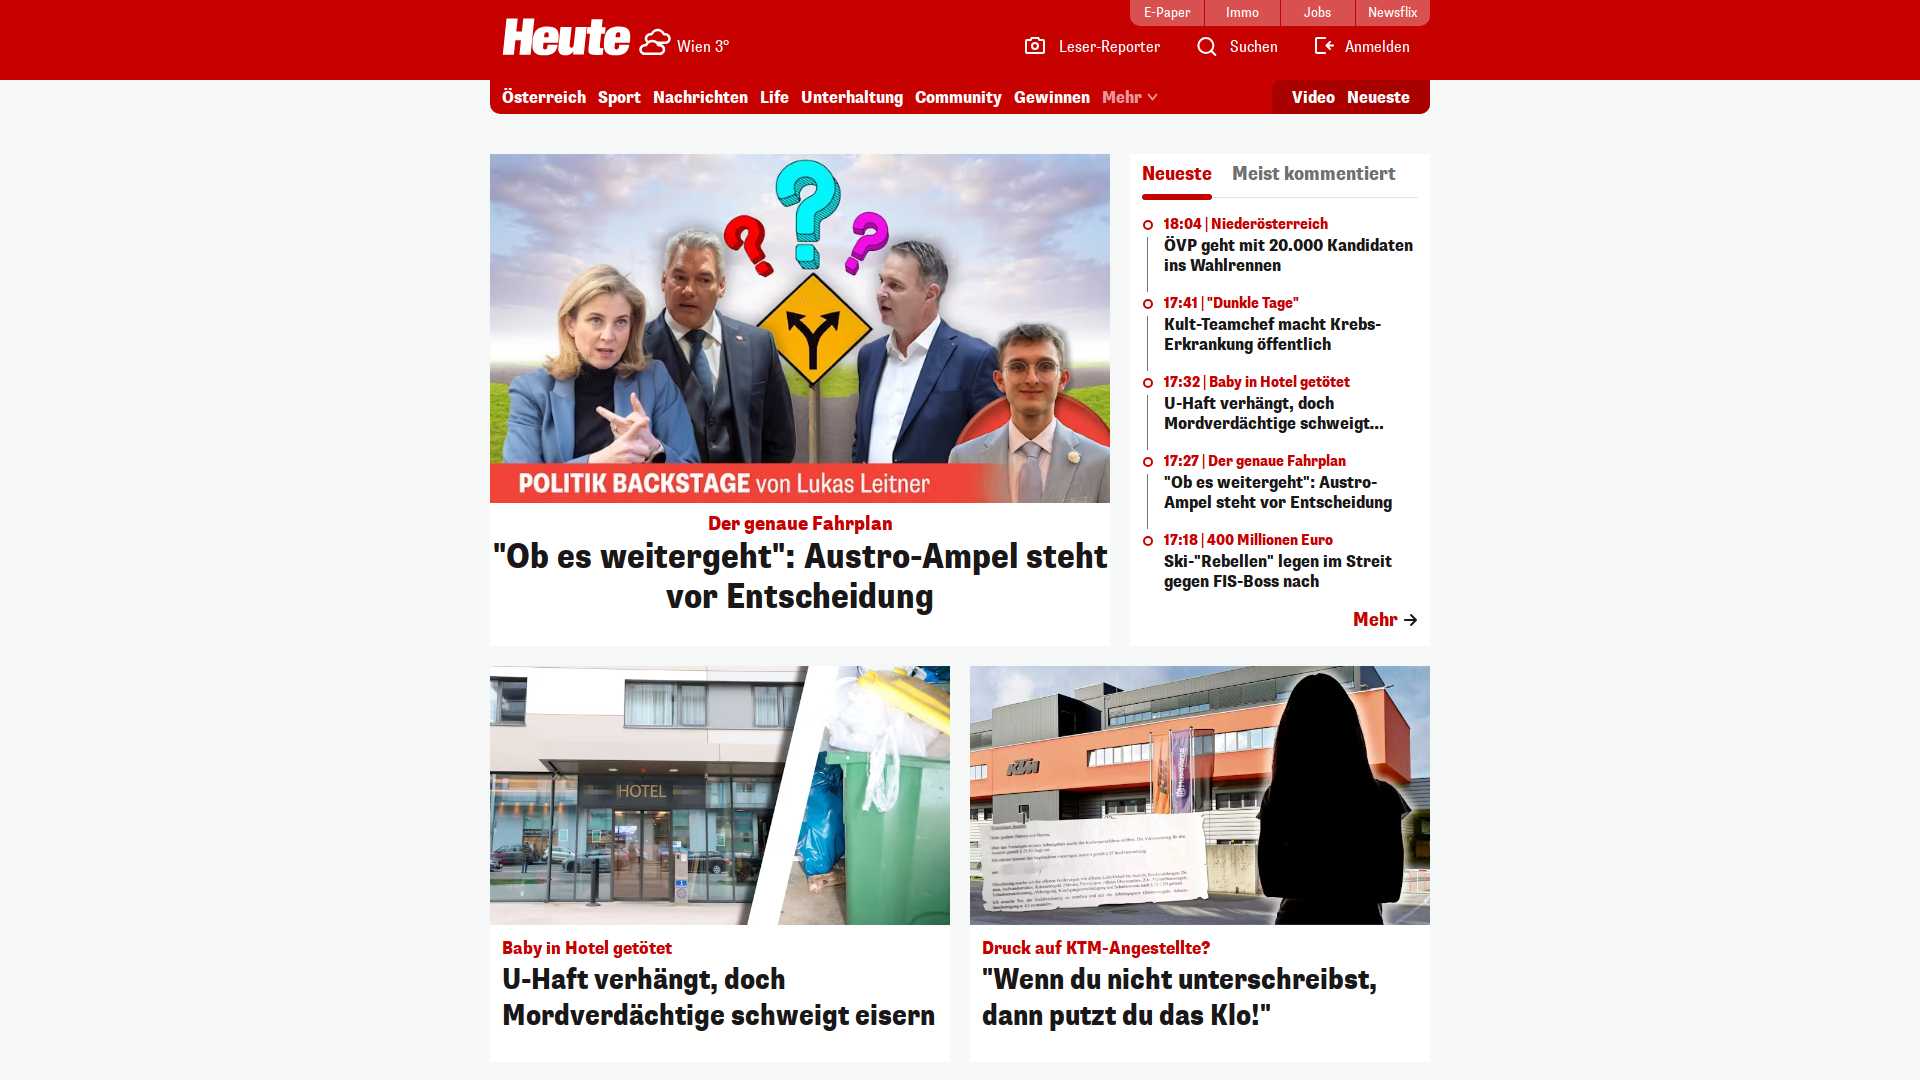 E-Paper
Immo
Jobs
Newsflix
Heute
Wien 3°
Leser-Reporter
Suchen
Anmelden
Österreich
Sport
Nachrichten
Life
Unterhaltung
Community
Gewinnen
Mehr
Video
Neueste
POLITIK BACKSTAGE von Lukas Leitner
Der genaue Fahrplan
"Ob es weitergeht": Austro-Ampel steht
vor Entscheidung
Neueste
Meist kommentiert
18:04 | Niederösterreich
ÖVP geht mit 20.000 Kandidaten
ins Wahlrennen
17:41 | "Dunkle Tage"
Kult-Teamchef macht Krebs-
Erkrankung öffentlich
17:32 | Baby in Hotel getötet
U-Haft verhängt, doch
Mordverdächtige schweigt...
17:27 | Der genaue Fahrplan
"Ob es weitergeht": Austro-
Ampel steht vor Entscheidung
17:18 | 400 Millionen Euro
Ski-"Rebellen" legen im Streit
gegen FIS-Boss nach
Mehr
HOTEL
Baby in Hotel getötet
U-Haft verhängt, doch
Mordverdächtige schweigt eisern
KTM
Druck auf KTM-Angestellte?
"Wenn du nicht unterschreibst,
dann putzt du das Klo!"